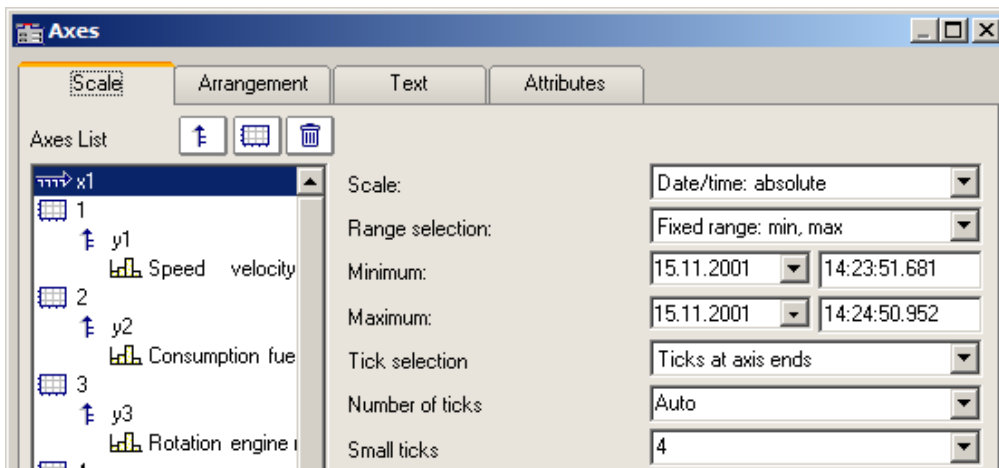 Axes
Scale Arrangement Text Attributes
Axes List
x1
1
y1
Speed velocity
2
y2
Consumption fue
3
y3
Rotation engine
Scale: Date/time: absolute
Range selection: Fixed range: min, max
Minimum: 15.11.2001 14:23:51.681
Maximum: 15.11.2001 14:24:50.952
Tick selection Ticks at axis ends
Number of ticks Auto
Small ticks 4